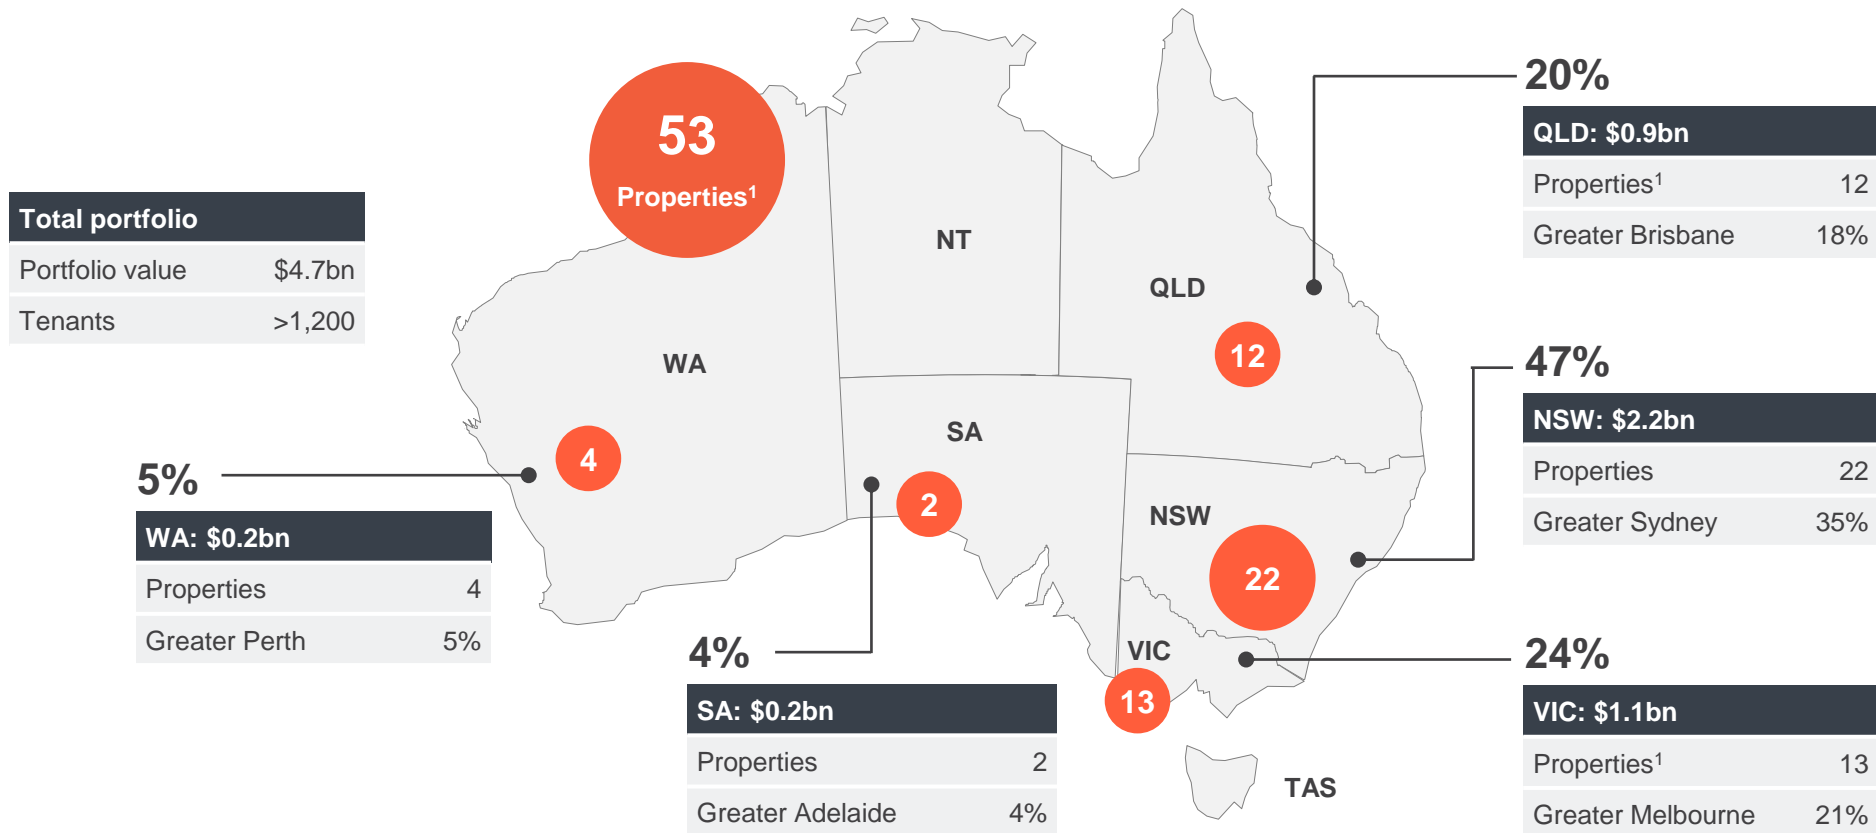 53
Properties¹
Total portfolio
Portfolio value $4.7bn
Tenants >1,200
NT
QLD
12
WA
4
SA
2
NSW
22
VIC
13
TAS
20%
QLD: $0.9bn
Properties¹ 12
Greater Brisbane 18%
47%
NSW: $2.2bn
Properties 22
Greater Sydney 35%
5%
WA: $0.2bn
Properties 4
Greater Perth 5%
4%
SA: $0.2bn
Properties 2
Greater Adelaide 4%
24%
VIC: $1.1bn
Properties¹ 13
Greater Melbourne 21%